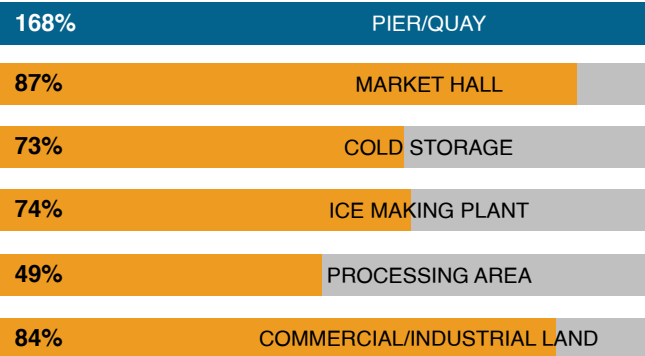 168% PIER/QUAY
87% MARKET HALL
73% COLD STORAGE
74% ICE MAKING PLANT
49% PROCESSING AREA
84% COMMERCIAL/INDUSTRIAL LAND